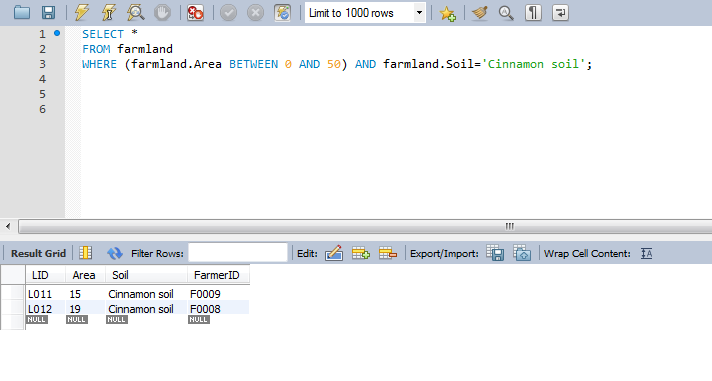 Limit to 1000 rows
1 SELECT *
2 FROM farmland
3 WHERE (farmland.Area BETWEEN 0 AND 50) AND farmland.Soil='Cinnamon soil';
4
5
6
Result Grid Filter Rows: Edit: Export/Import: Wrap Cell Content:
LID Area Soil FarmerID
L011 15 Cinnamon soil F0009
L012 19 Cinnamon soil F0008
NULL NULL NULL NULL